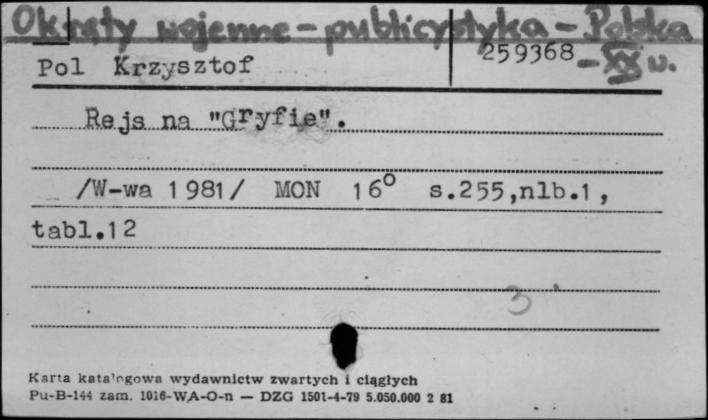 Okręty wojenne - publicystyka - Polska
259368 - XX w.
Pol Krzysztof
Rejs na "Gryfie".
/W-wa 1981/ MON 16° s.255,nlb.1,
tabl.12
3
Karta katalogowa wydawnictw zwartych i ciągłych
Pu-B-144 zam. 1016-WA-O-n — DZG 1501-4-79 5.050.000 2 81